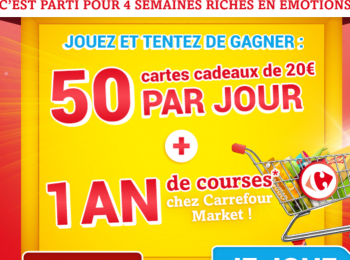 C'EST PARTI POUR 4 SEMAINES RICHES EN EMOTIONS
JOUEZ ET TENTEZ DE GAGNER :
50 cartes cadeaux de 20€
PAR JOUR
+
1 AN de courses*
chez Carrefour
Market !